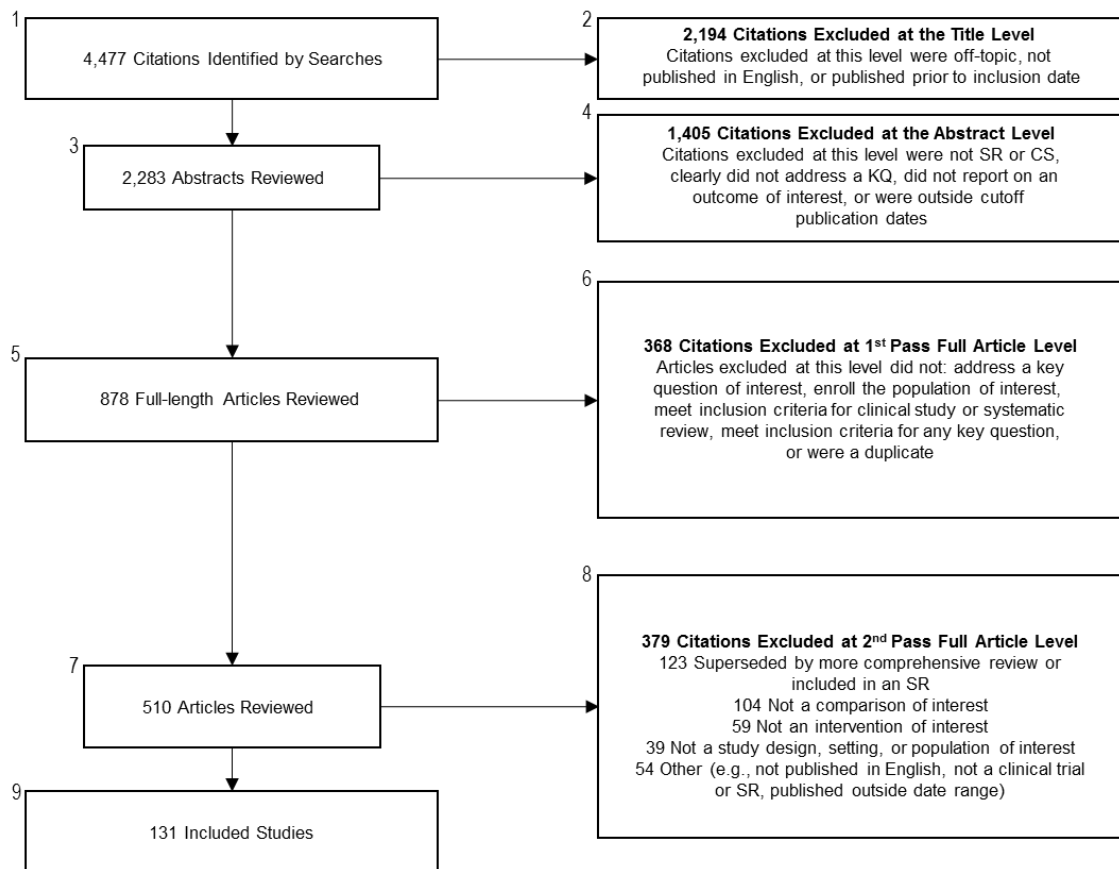 1
4,477 Citations Identified by Searches
2
2,194 Citations Excluded at the Title Level
Citations excluded at this level were off-topic, not
published in English, or published prior to inclusion date
3
2,283 Abstracts Reviewed
4
1,405 Citations Excluded at the Abstract Level
Citations excluded at this level were not SR or CS,
clearly did not address a KQ, did not report on an
outcome of interest, or were outside cutoff
publication dates
5
878 Full-length Articles Reviewed
6
368 Citations Excluded at 1st Pass Full Article Level
Articles excluded at this level did not: address a key
question of interest, enroll the population of interest,
meet inclusion criteria for clinical study or systematic
review, meet inclusion criteria for any key question,
or were a duplicate
7
510 Articles Reviewed
8
379 Citations Excluded at 2nd Pass Full Article Level
123 Superseded by more comprehensive review or
included in an SR
104 Not a comparison of interest
59 Not an intervention of interest
39 Not a study design, setting, or population of interest
54 Other (e.g., not published in English, not a clinical trial
or SR, published outside date range)
9
131 Included Studies